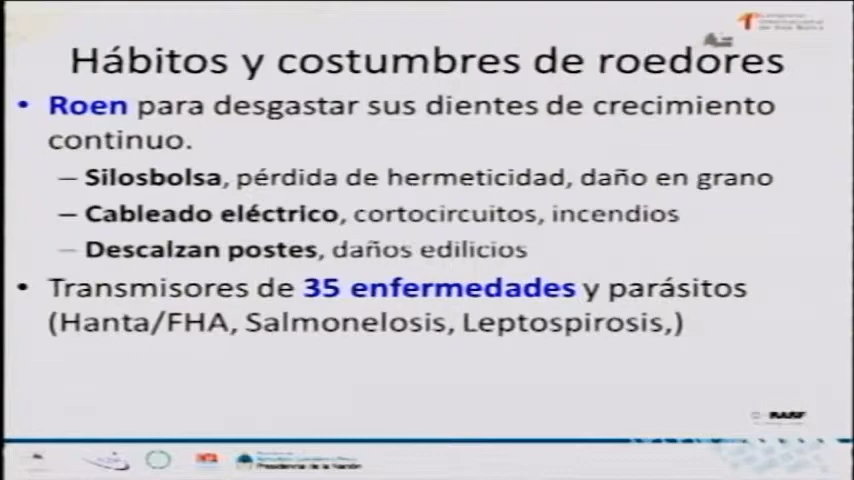 Hábitos y costumbres de roedores
• Roen para desgastar sus dientes de crecimiento
continuo.
– Silosbolsa, pérdida de hermeticidad, daño en grano
– Cableado eléctrico, cortocircuitos, incendios
– Descalzan postes, daños edilicios
• Transmisores de 35 enfermedades y parásitos
(Hanta/FHA, Salmonelosis, Leptospirosis,)
BASF
INTA
Presidencia de la Nación